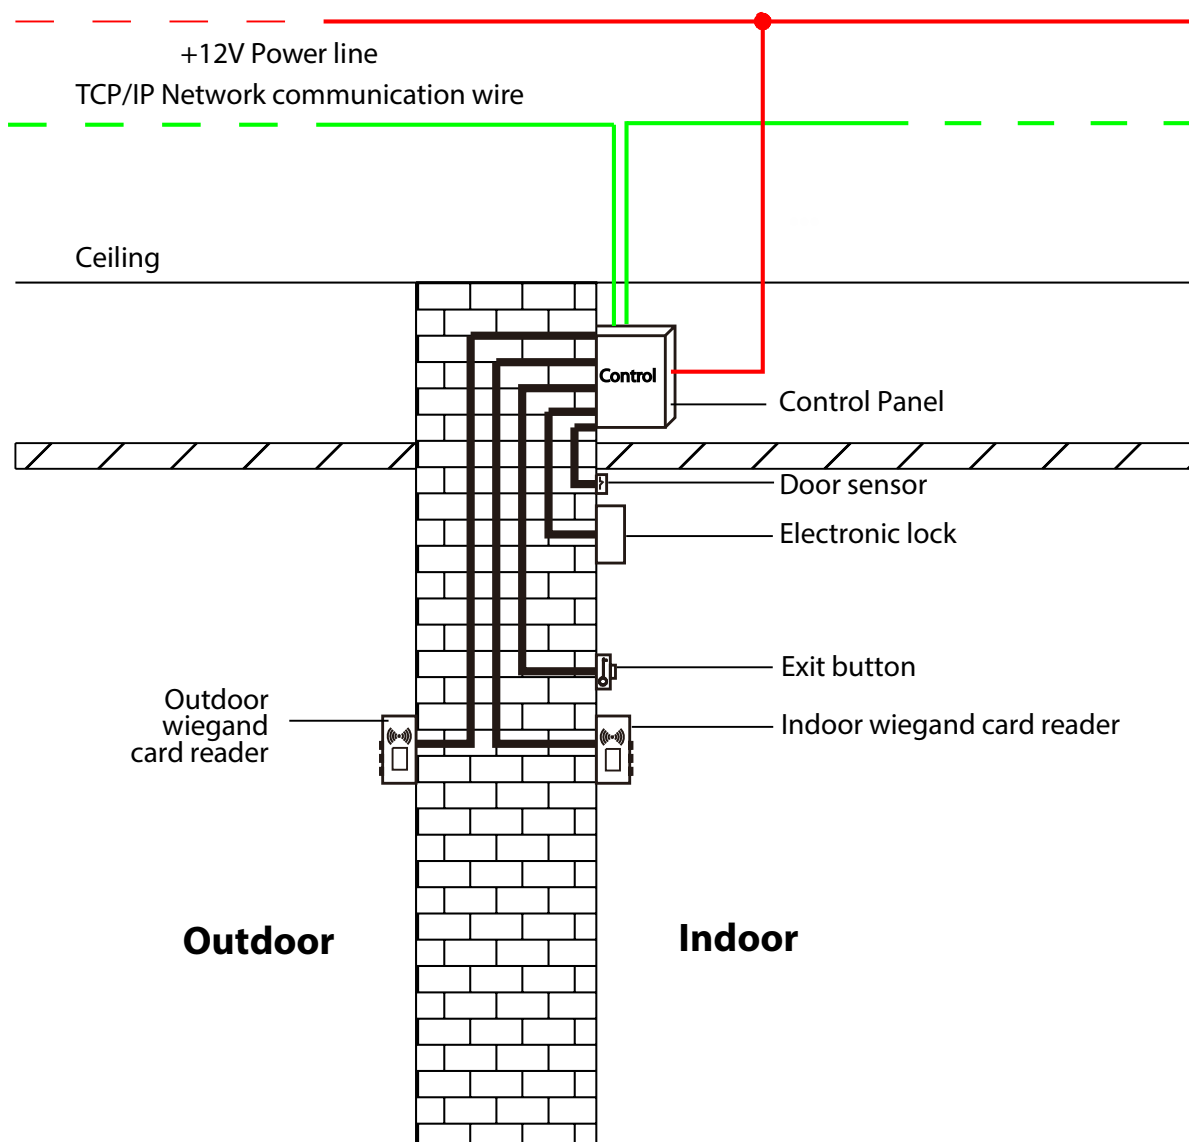 +12V Power line
TCP/IP Network communication wire
Ceiling
Control
Control Panel
Door sensor
Electronic lock
Exit button
Outdoor
wiegand
card reader
Indoor wiegand card reader
Outdoor
Indoor